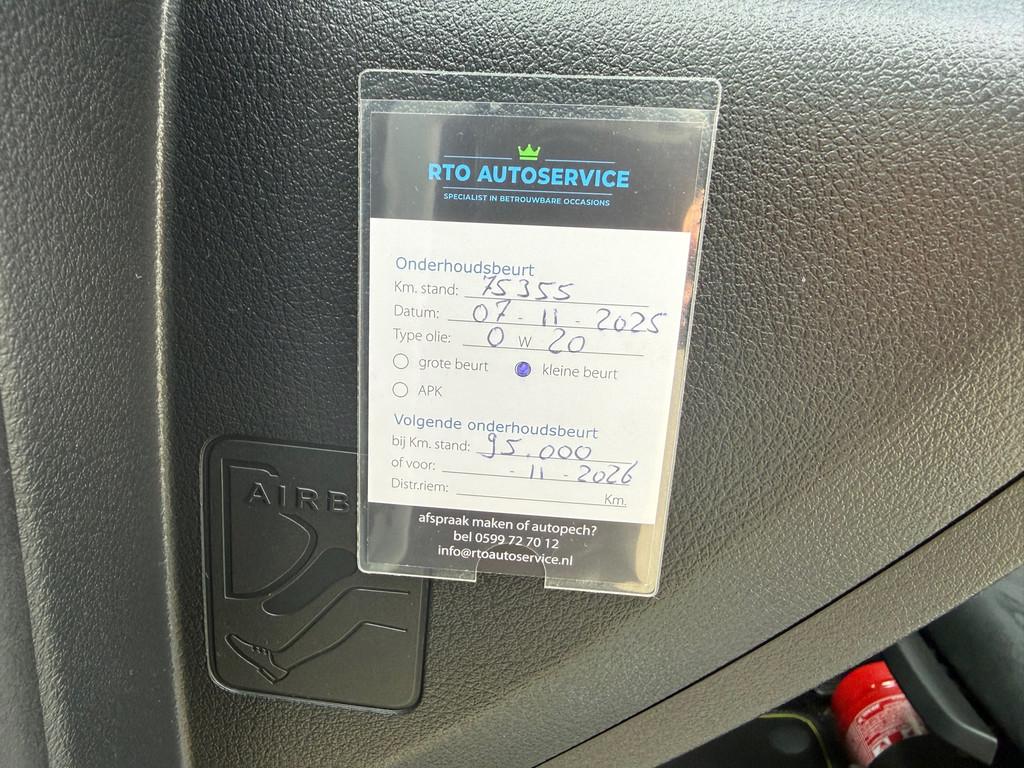 RTO AUTOSERVICE
SPECIALIST IN BETROUWBARE OCCASIONS
Onderhoudsbeurt
Km. stand: 75355
Datum: 07 - 11 - 2025
Type olie: 0 W 20
grote beurt kleine beurt
APK
Volgende onderhoudsbeurt
bij Km. stand: 95.000
of voor: - 11 - 2026
Distr.riem: Km.
afspraak maken of autopech?
bel 0599 72 70 12
info@rtoautoservice.nl
AIRB